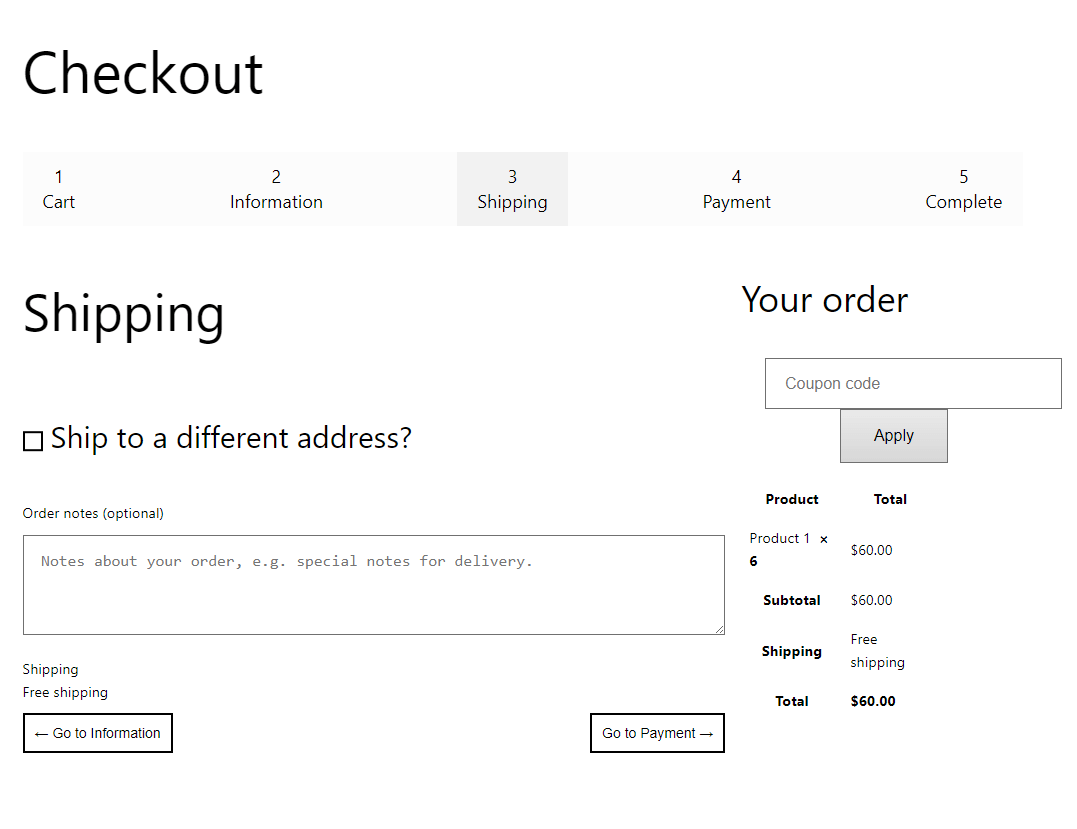 Checkout
1
Cart
2
Information
3
Shipping
4
Payment
5
Complete
Shipping
Ship to a different address?
Order notes (optional)
Notes about your order, e.g. special notes for delivery.
Shipping
Free shipping
← Go to Information
Go to Payment →
Your order
Coupon code
Apply
Product Total
Product 1 ×
6
$60.00
Subtotal $60.00
Shipping Free
shipping
Total $60.00